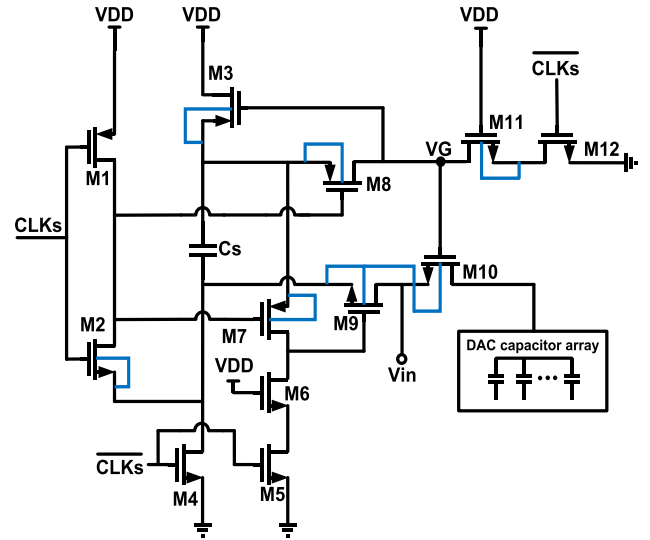 VDD
VDD
VDD
M3
CLKs
M11
M12
M1
VG
M8
CLKs
Cs
M10
M2
M7
M9
DAC capacitor array
VDD
M6
Vin
CLKs
M4
M5